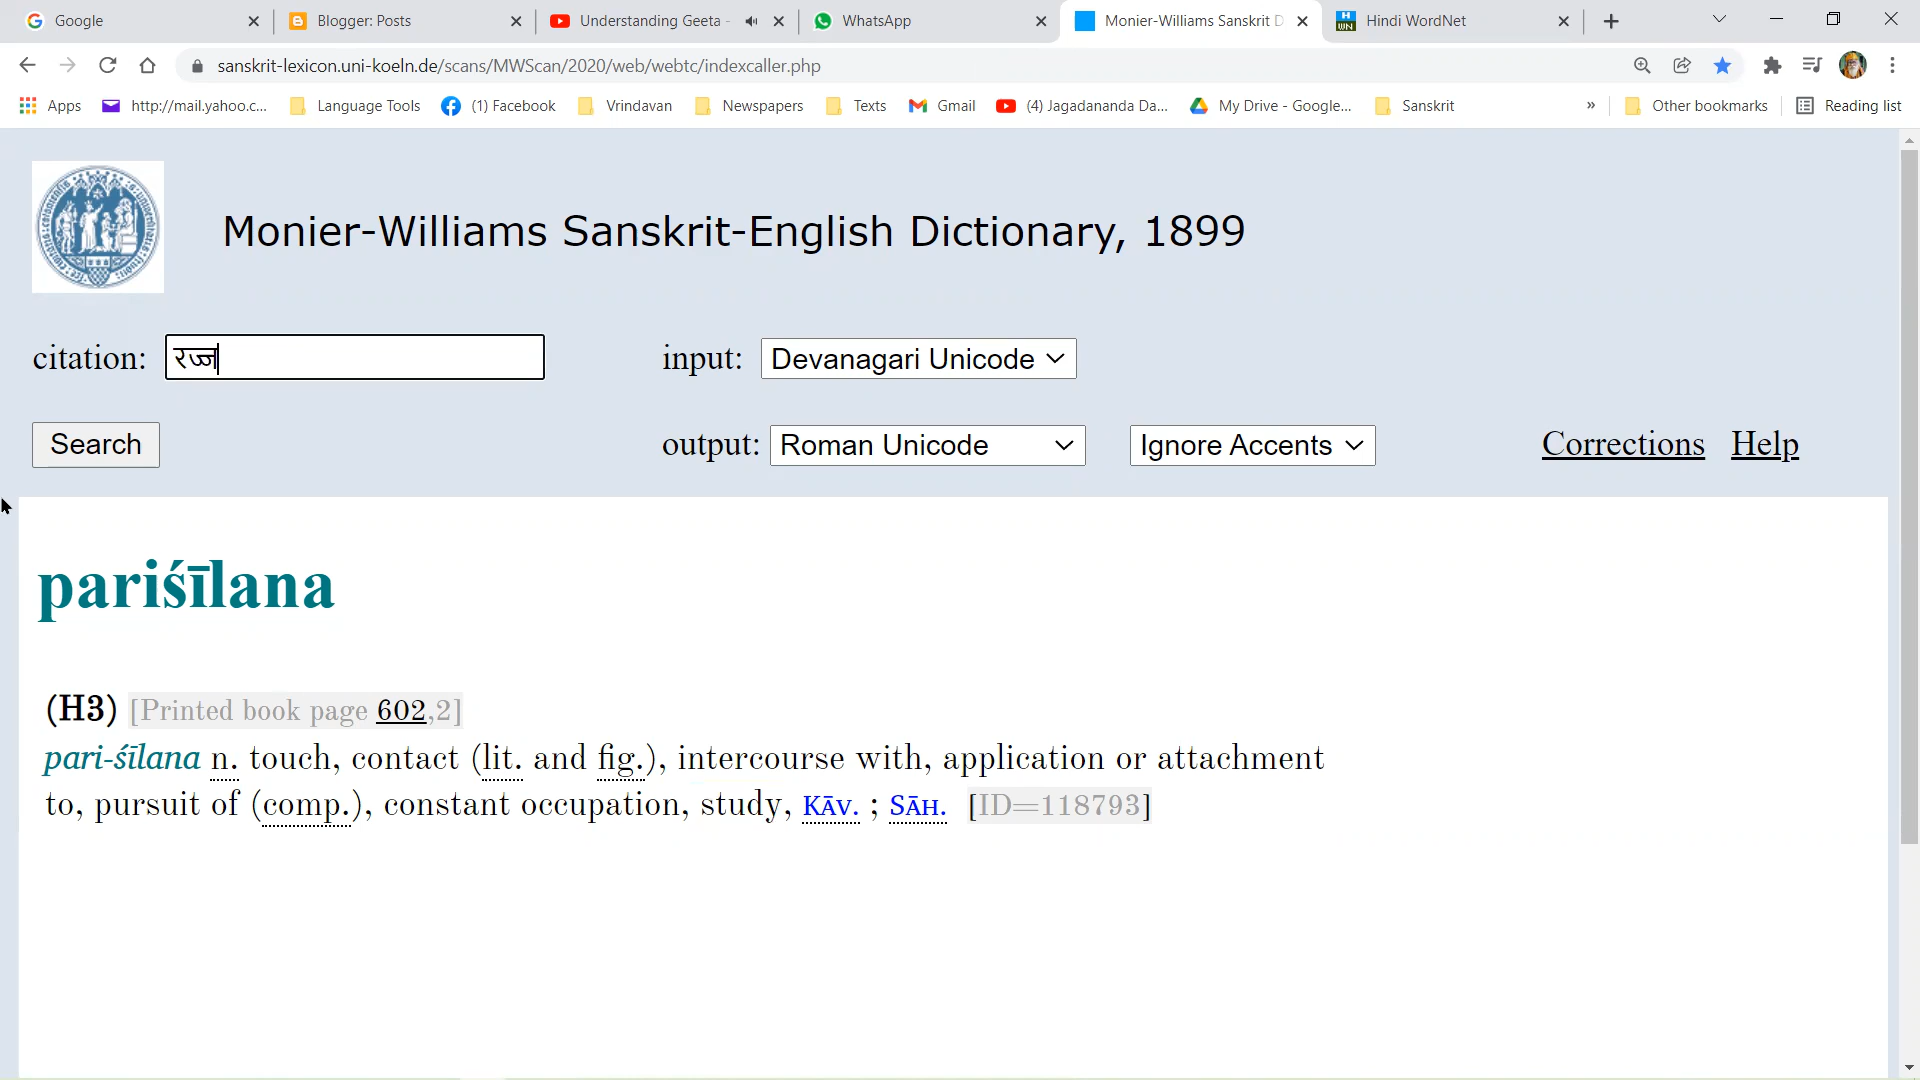 Google
Blogger: Posts
Understanding Geeta -
WhatsApp
Monier-Williams Sanskrit D
Hindi WordNet
sanskrit-lexicon.uni-koeln.de/scans/MWScan/2020/web/webtc/indexcaller.php
Apps
http://mail.yahoo.c...
Language Tools
(1) Facebook
Vrindavan
Newspapers
Texts
Gmail
(4) Jagadananda Da...
My Drive - Google...
Sanskrit
»
Other bookmarks
Reading list
Monier-Williams Sanskrit-English Dictionary, 1899
citation: रज्ज input: Devanagari Unicode
Search output: Roman Unicode Ignore Accents Corrections Help
pariśīlana
(H3) [Printed book page 602,2]
pari-śīlana n. touch, contact (lit. and fig.), intercourse with, application or attachment
to, pursuit of (comp.), constant occupation, study, Kāv. ; Sāh. [ID=118793]